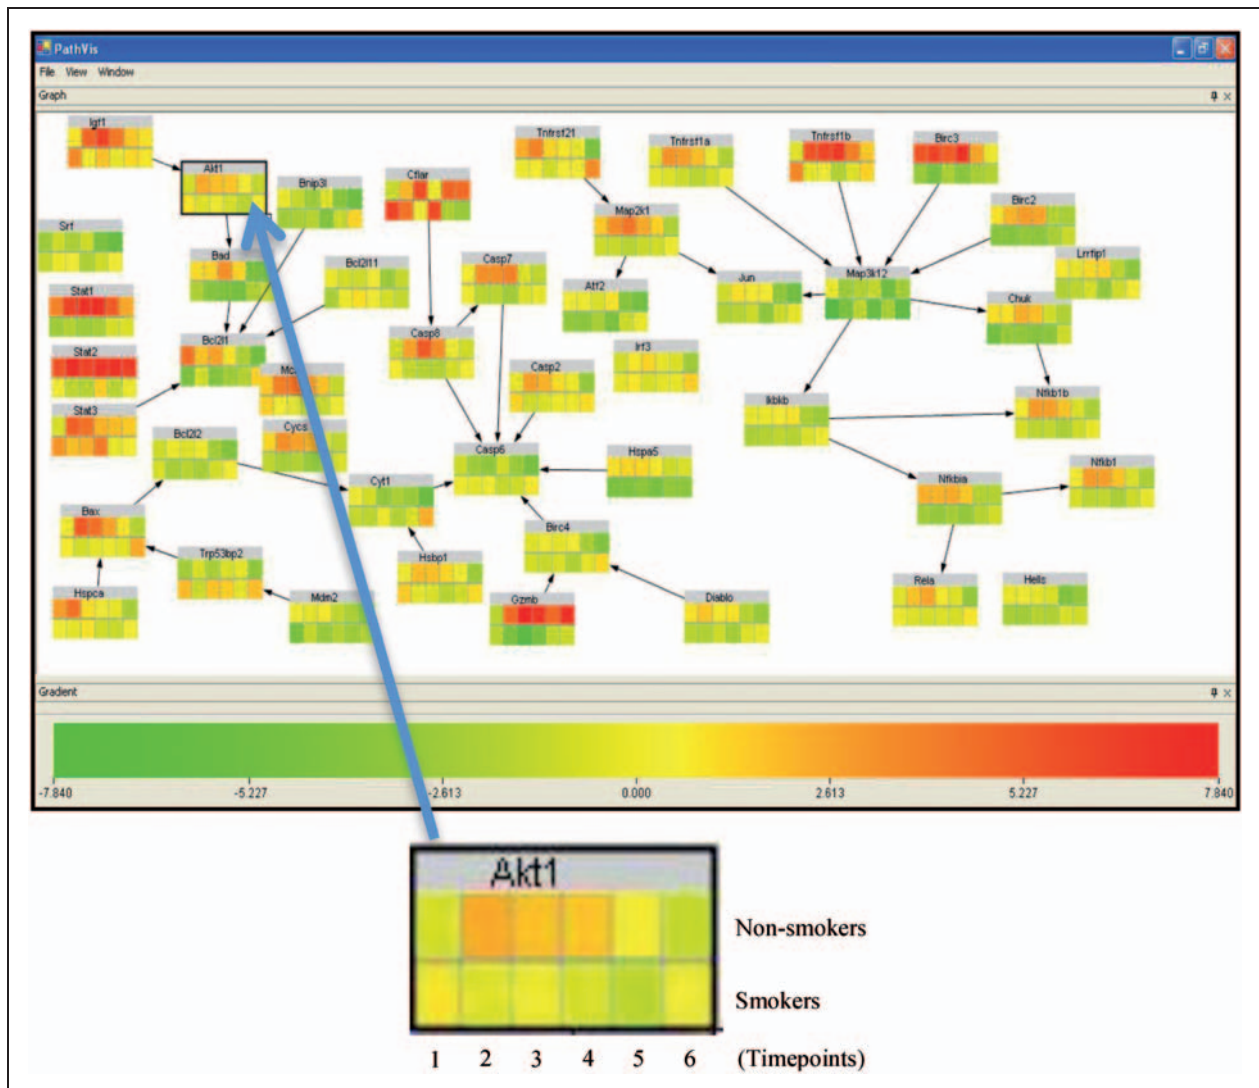 PathVis
File View Window
Graph
Igf1
Akt1
Bnip3l
Cflar
Tnfrsf21
Tnfrsf1a
Tnfrsf1b
Birc3
Srf
Bad
Bcl2l11
Casp7
Map2k1
Birc2
Stat1
Atf2
Jun
Map3k12
Lrrfip1
Chuk
Stat2
Bcl2l1
Casp8
Irf3
Casp2
Stat3
Cycs
Ikbkb
Nfkb1b
Bcl2l2
Casp6
Hspa5
Cyt1
Nfkbia
Nfkb1
Bax
Birc4
Trp53bp2
Hsbp1
Hspca
Mdm2
Gzmb
Diablo
Rela
Hells
Gradient
-7.840 -5.227 -2.613 0.000 2.613 5.227 7.840
Akt1
Non-smokers
Smokers
1 2 3 4 5 6 (Timepoints)